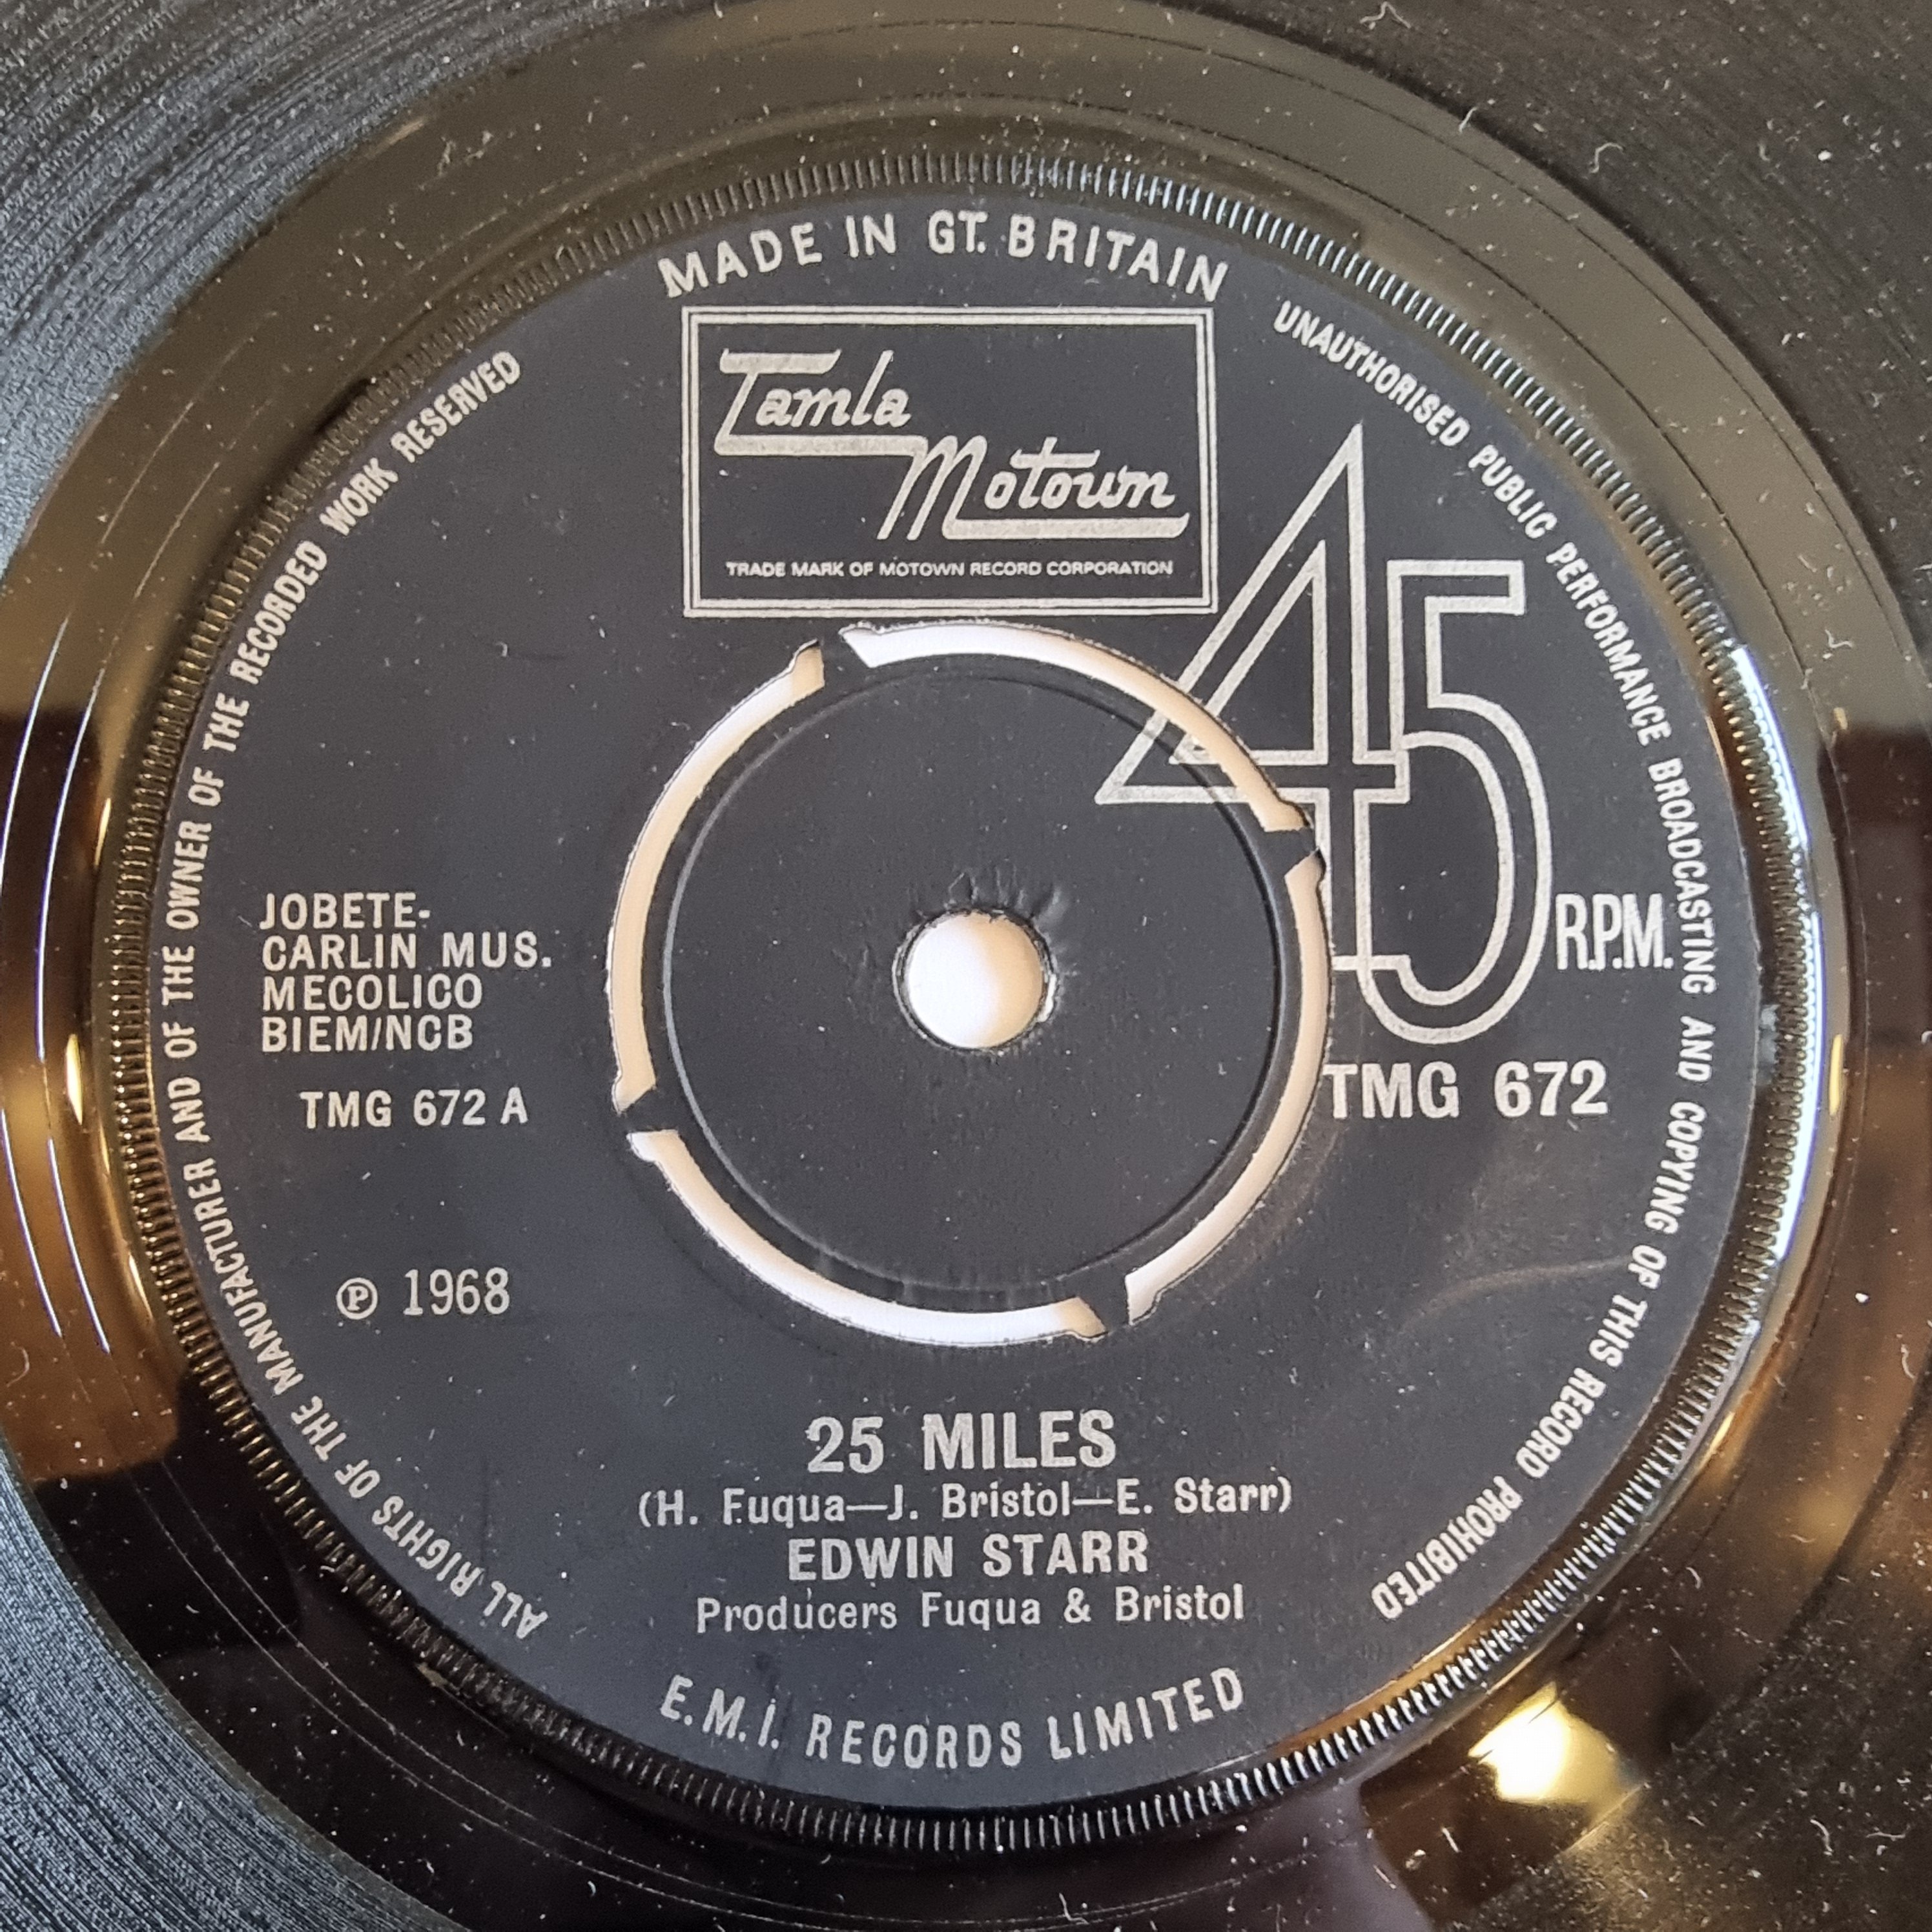 MADE IN GT. BRITAIN
Tamla
Motown
TRADE MARK OF MOTOWN RECORD CORPORATION
UNAUTHORISED PUBLIC PERFORMANCE BROADCASTING AND COPYING OF THIS RECORD PROHIBITED
ALL RIGHTS OF THE MANUFACTURER AND OF THE OWNER OF THE RECORDED WORK RESERVED
45 R.P.M.
JOBETE-
CARLIN MUS.
MECOLICO
BIEM/NCB
TMG 672 A
TMG 672
℗ 1968
25 MILES
(H. Fuqua—J. Bristol—E. Starr)
EDWIN STARR
Producers Fuqua & Bristol
E.M.I. RECORDS LIMITED